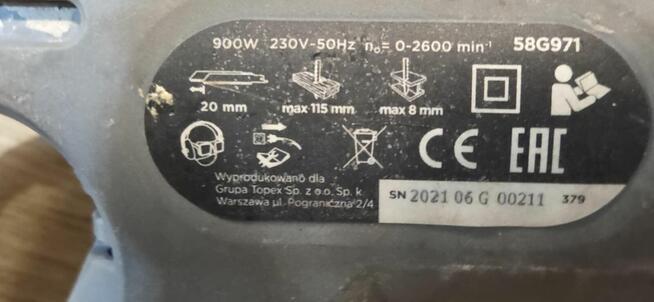 900W 230V-50Hz n₀= 0-2600 min⁻¹ 58G971
20 mm max 115 mm max 8 mm
CE EAC
Wyprodukowano dla
Grupa Topex Sp. z o.o. Sp. k
Warszawa ul. Pograniczna 2/4
SN 2021 06 G 00211 379